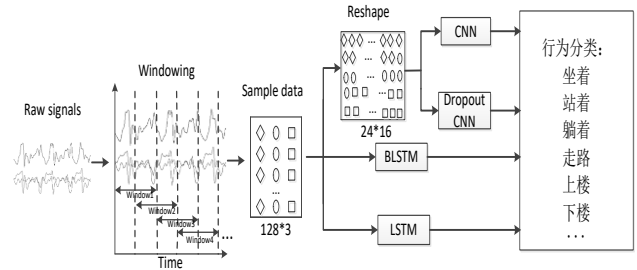 Raw signals
Windowing
Window1
Window2
Window3
Window4
...
Time
Sample data
...
128*3
Reshape
...
...
...
...
...
24*16
CNN
Dropout
CNN
BLSTM
LSTM
行为分类：
坐着
站着
躺着
走路
上楼
下楼
...